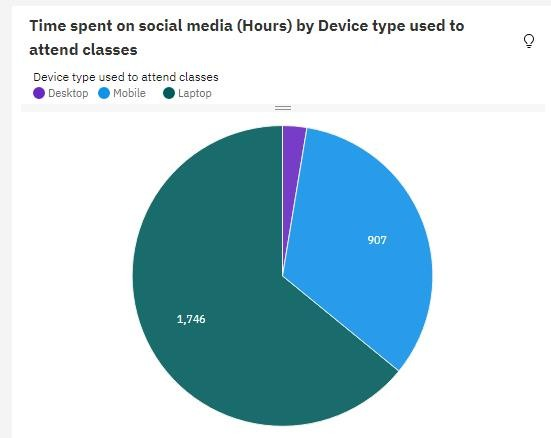 Time spent on social media (Hours) by Device type used to
attend classes
Device type used to attend classes
Desktop Mobile Laptop
907
1,746